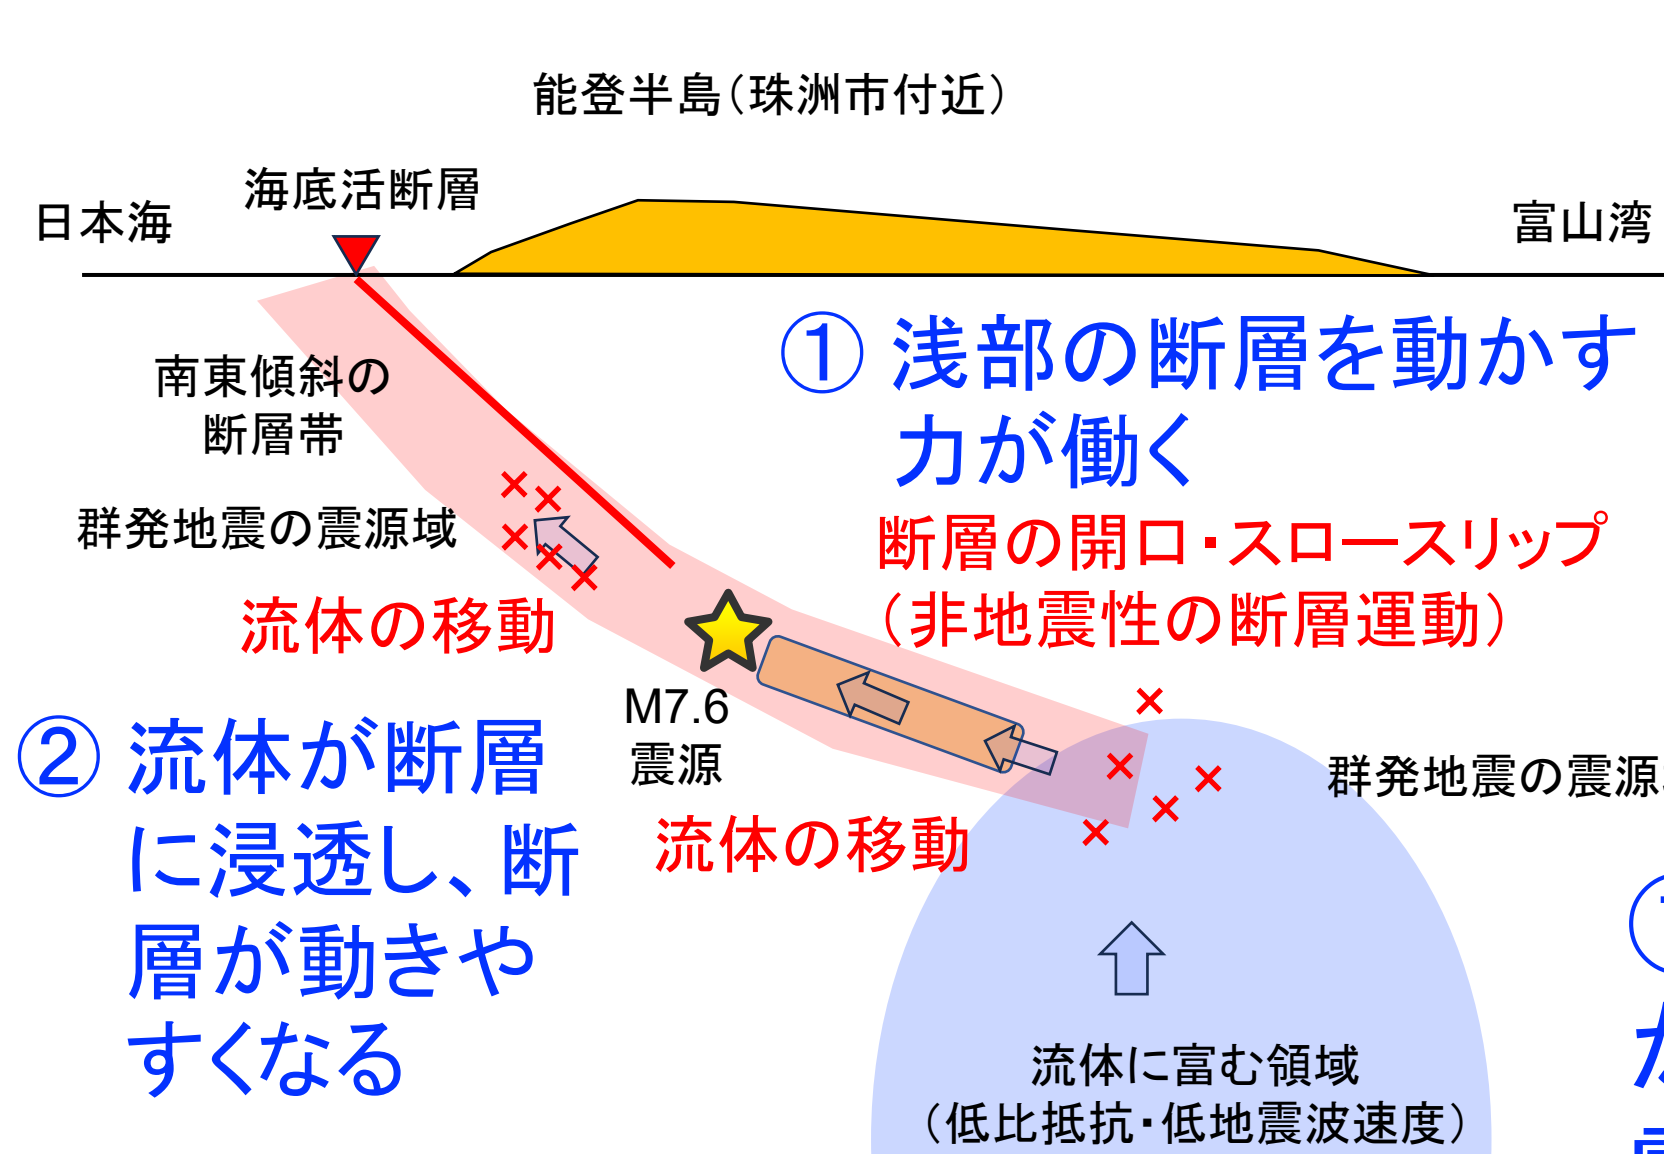 能登半島(珠洲市付近)
海底活断層
日本海
富山湾
① 浅部の断層を動かす
力が働く
南東傾斜の
断層帯
群発地震の震源域
断層の開口・スロースリップ
(非地震性の断層運動)
流体の移動
M7.6
震源
② 流体が断層
に浸透し、断
層が動きや
すくなる
群発地震の震源
流体の移動
流体に富む領域
(低比抵抗・低地震波速度)